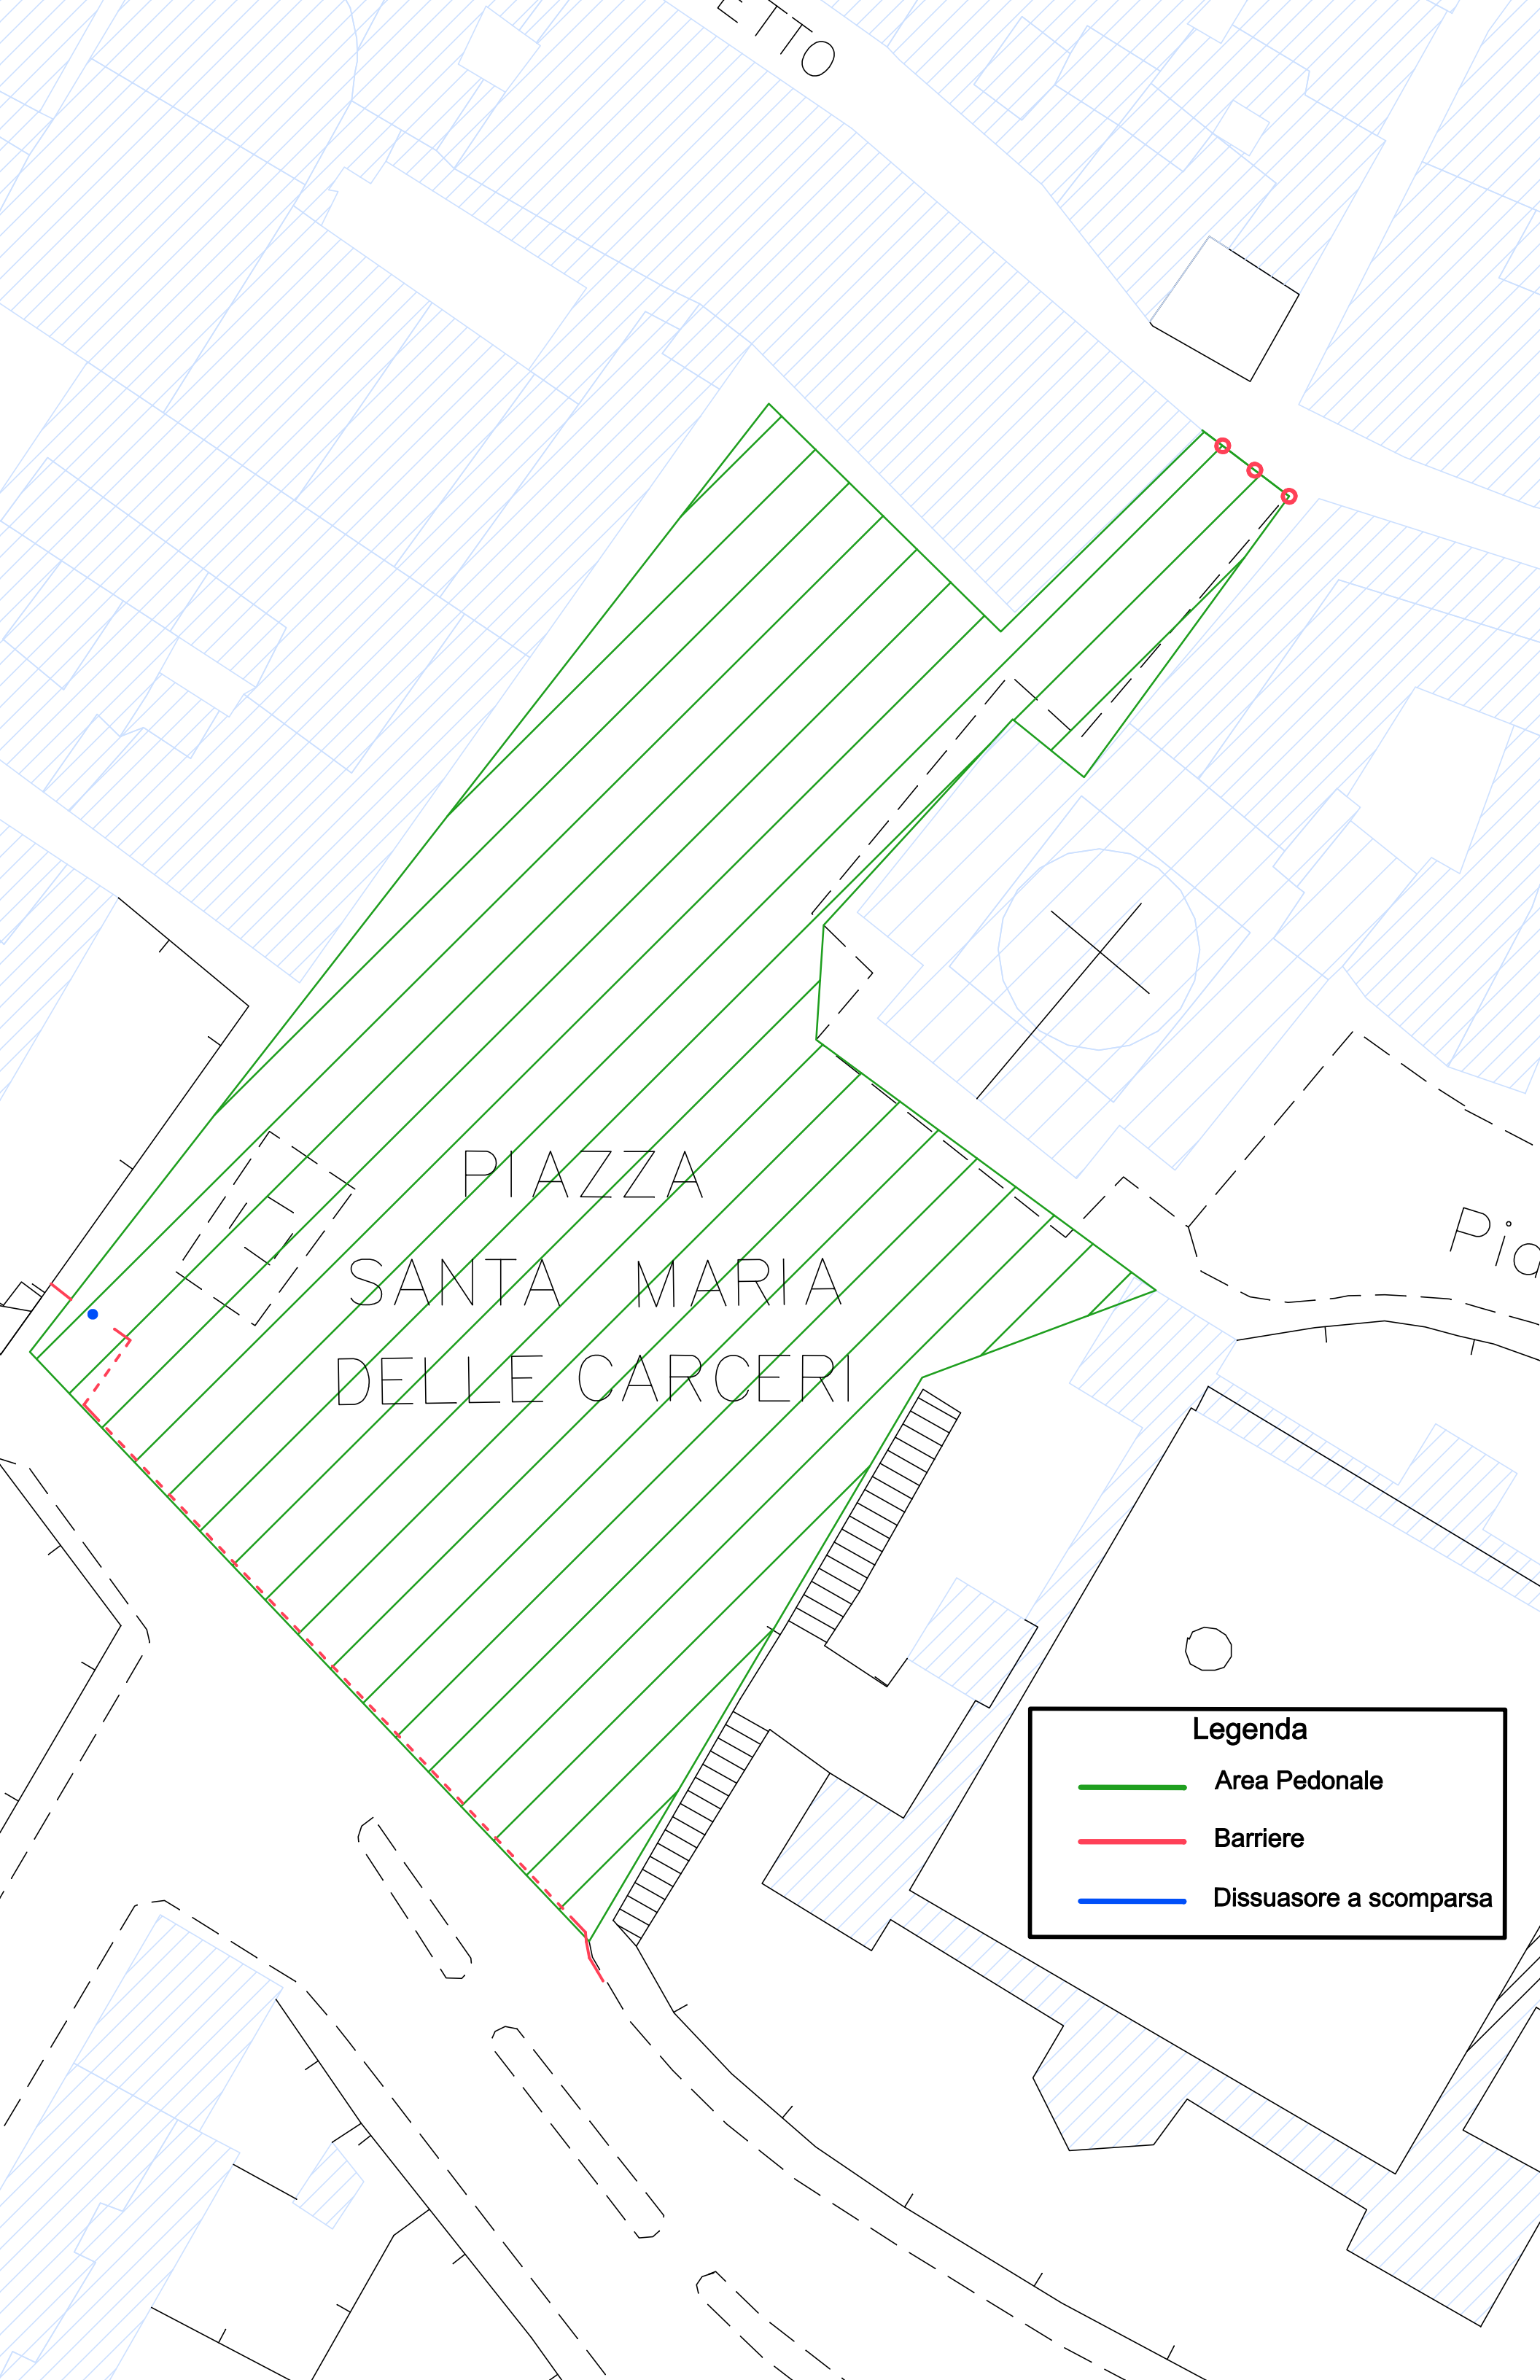 ETTO
PIAZZA
SANTA MARIA
DELLE CARCERI
Legenda
Area Pedonale
Barriere
Dissuasore a scomparsa